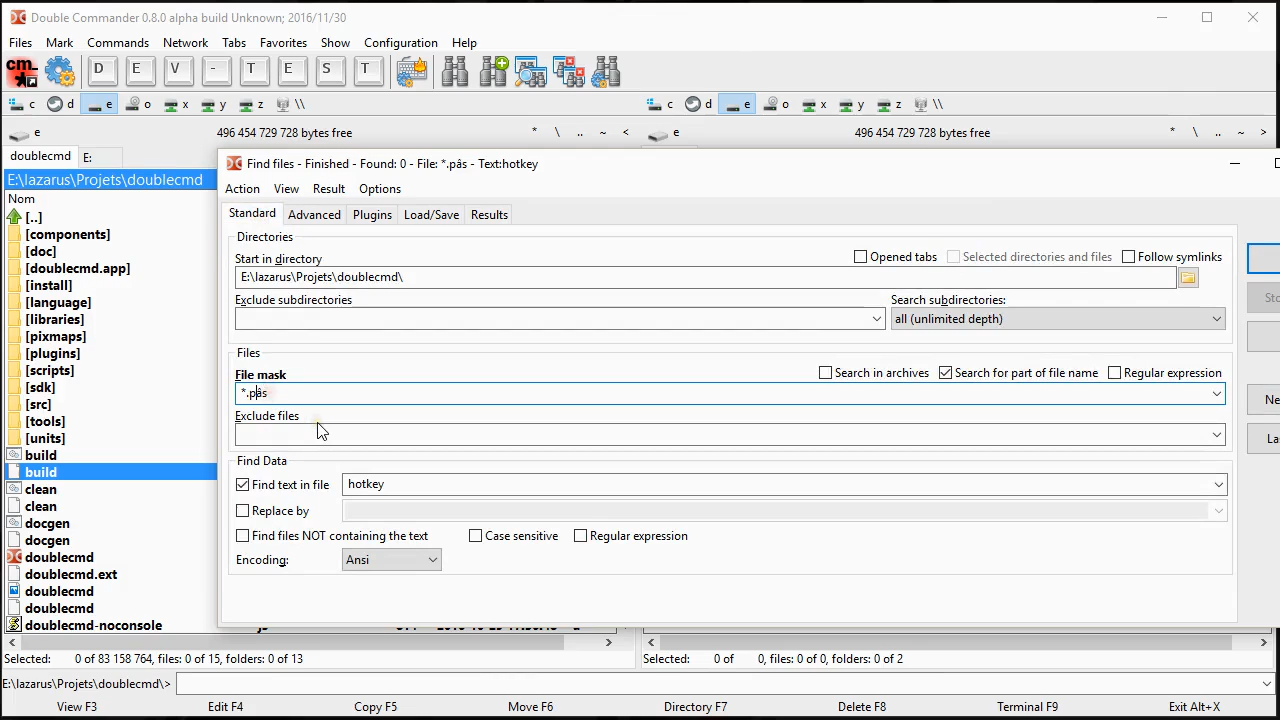 Double Commander 0.8.0 alpha build Unknown; 2016/11/30
Files Mark Commands Network Tabs Favorites Show Configuration Help
cm_ D E V - T E S T
c d e o x y z \\ c d e o x y z \\
e 496 454 729 728 bytes free * \ .. ~ < e 496 454 729 728 bytes free * \ .. ~ >
doublecmd E:
E:\lazarus\Projets\doublecmd
Nom
[..]
[components]
[doc]
[doublecmd.app]
[install]
[language]
[libraries]
[pixmaps]
[plugins]
[scripts]
[sdk]
[src]
[tools]
[units]
build
build
clean
clean
docgen
docgen
doublecmd
doublecmd.ext
doublecmd
doublecmd
doublecmd-noconsole
Find files - Finished - Found: 0 - File: *.pâs - Text:hotkey
Action View Result Options
Standard Advanced Plugins Load/Save Results
Directories
Start in directory Opened tabs Selected directories and files Follow symlinks
E:\lazarus\Projets\doublecmd\
Exclude subdirectories Search subdirectories:
all (unlimited depth)
Sto
Files
File mask Search in archives Search for part of file name Regular expression
*.pâs
Ne
Exclude files
La
Find Data
Find text in file hotkey
Replace by
Find files NOT containing the text Case sensitive Regular expression
Encoding: Ansi
Selected: 0 of 83 158 764, files: 0 of 15, folders: 0 of 13 Selected: 0 of 0, files: 0 of 0, folders: 0 of 2
E:\lazarus\Projets\doublecmd\>
View F3 Edit F4 Copy F5 Move F6 Directory F7 Delete F8 Terminal F9 Exit Alt+X